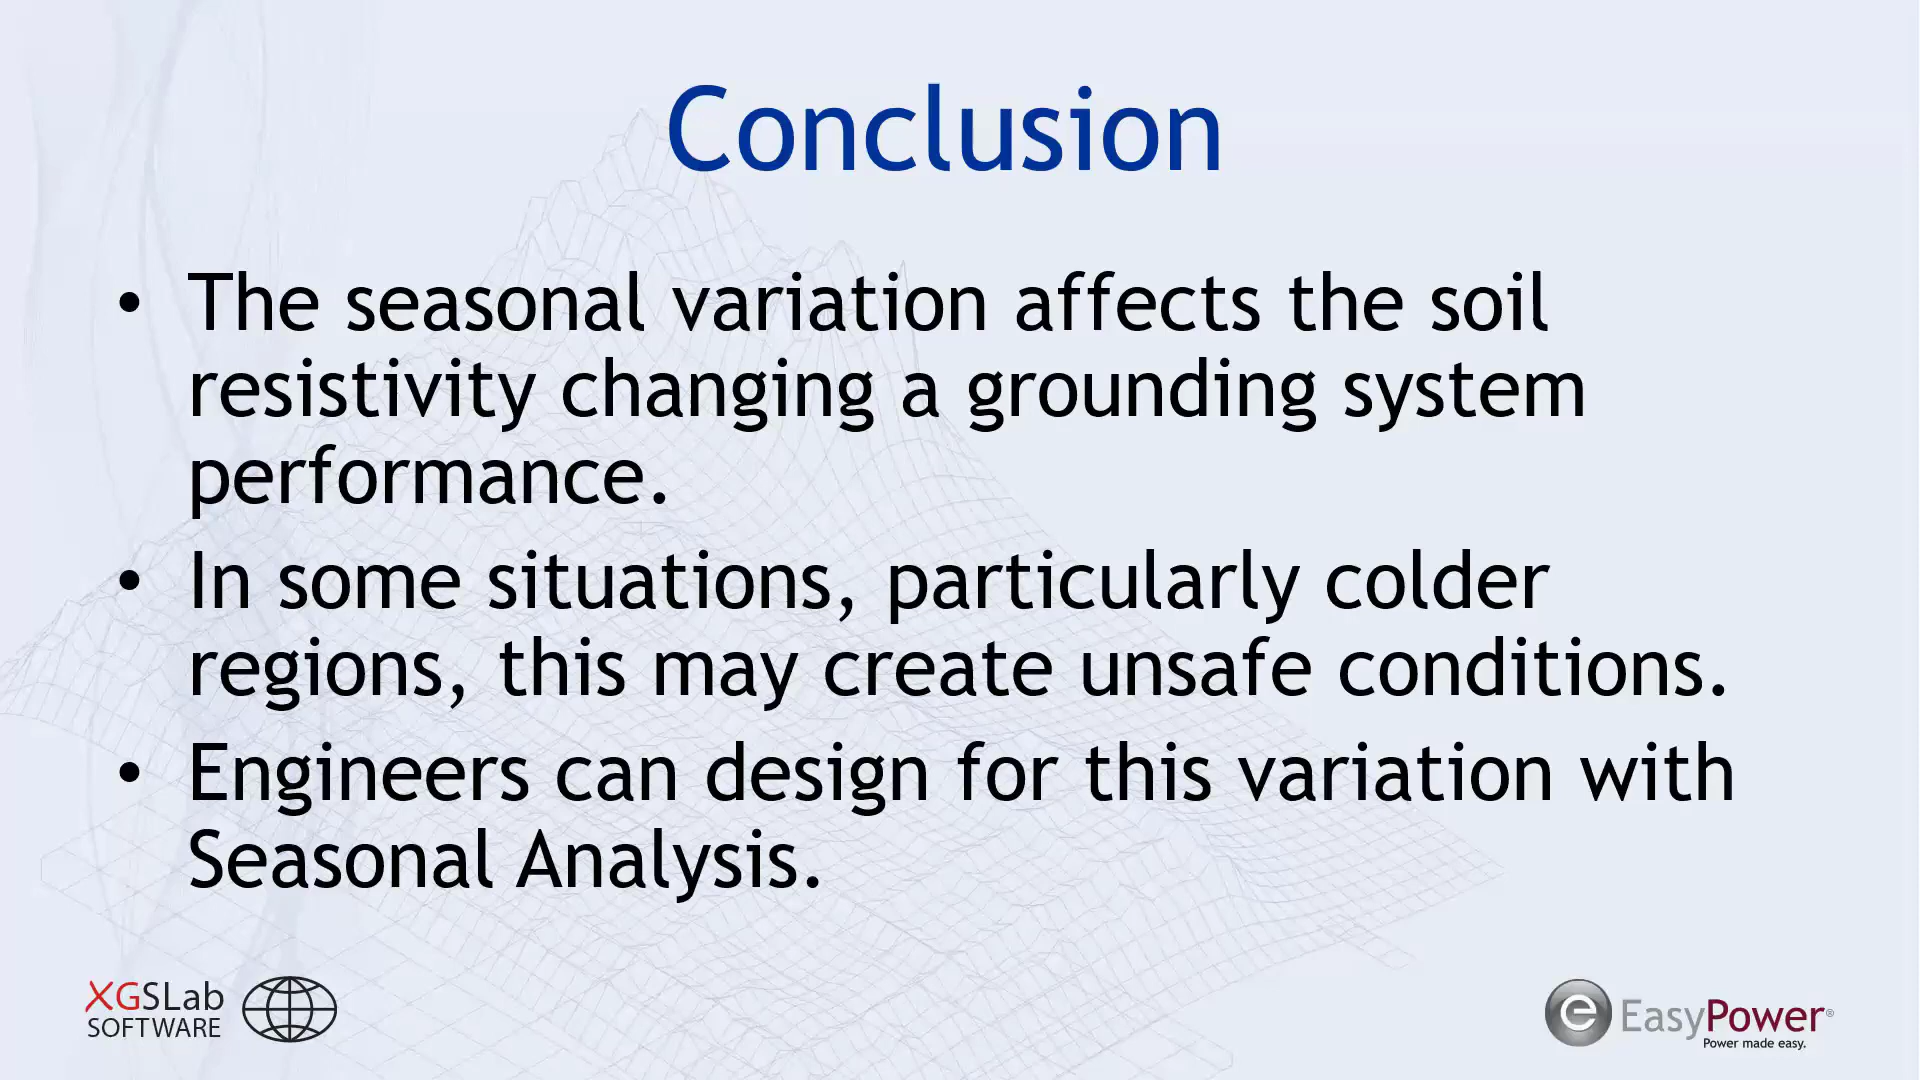 Conclusion
• The seasonal variation affects the soil
resistivity changing a grounding system
performance.
• In some situations, particularly colder
regions, this may create unsafe conditions.
• Engineers can design for this variation with
Seasonal Analysis.
XGSLab
SOFTWARE
e EasyPower®
Power made easy.